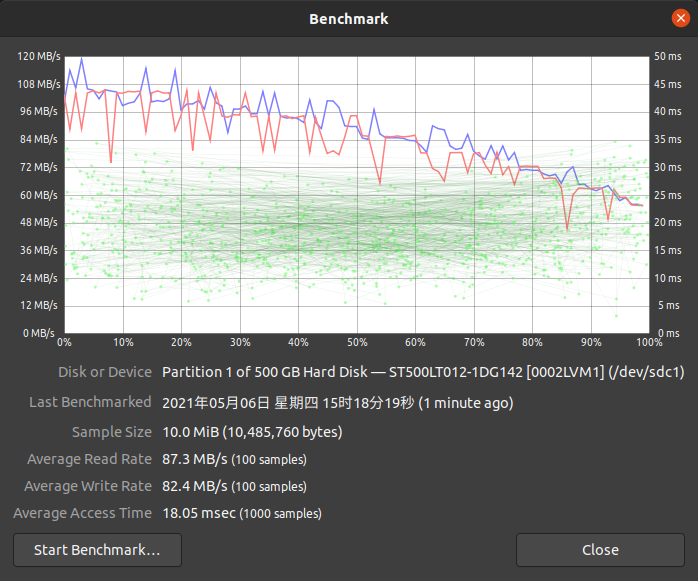 Benchmark
120 MB/s
108 MB/s
96 MB/s
84 MB/s
72 MB/s
60 MB/s
48 MB/s
36 MB/s
24 MB/s
12 MB/s
0 MB/s
50 ms
45 ms
40 ms
35 ms
30 ms
25 ms
20 ms
15 ms
10 ms
5 ms
0 ms
0% 10% 20% 30% 40% 50% 60% 70% 80% 90% 100%
Disk or Device Partition 1 of 500 GB Hard Disk — ST500LT012-1DG142 [0002LVM1] (/dev/sdc1)
Last Benchmarked 2021年05月06日 星期四 15时18分19秒 (1 minute ago)
Sample Size 10.0 MiB (10,485,760 bytes)
Average Read Rate 87.3 MB/s (100 samples)
Average Write Rate 82.4 MB/s (100 samples)
Average Access Time 18.05 msec (1000 samples)
Start Benchmark... Close